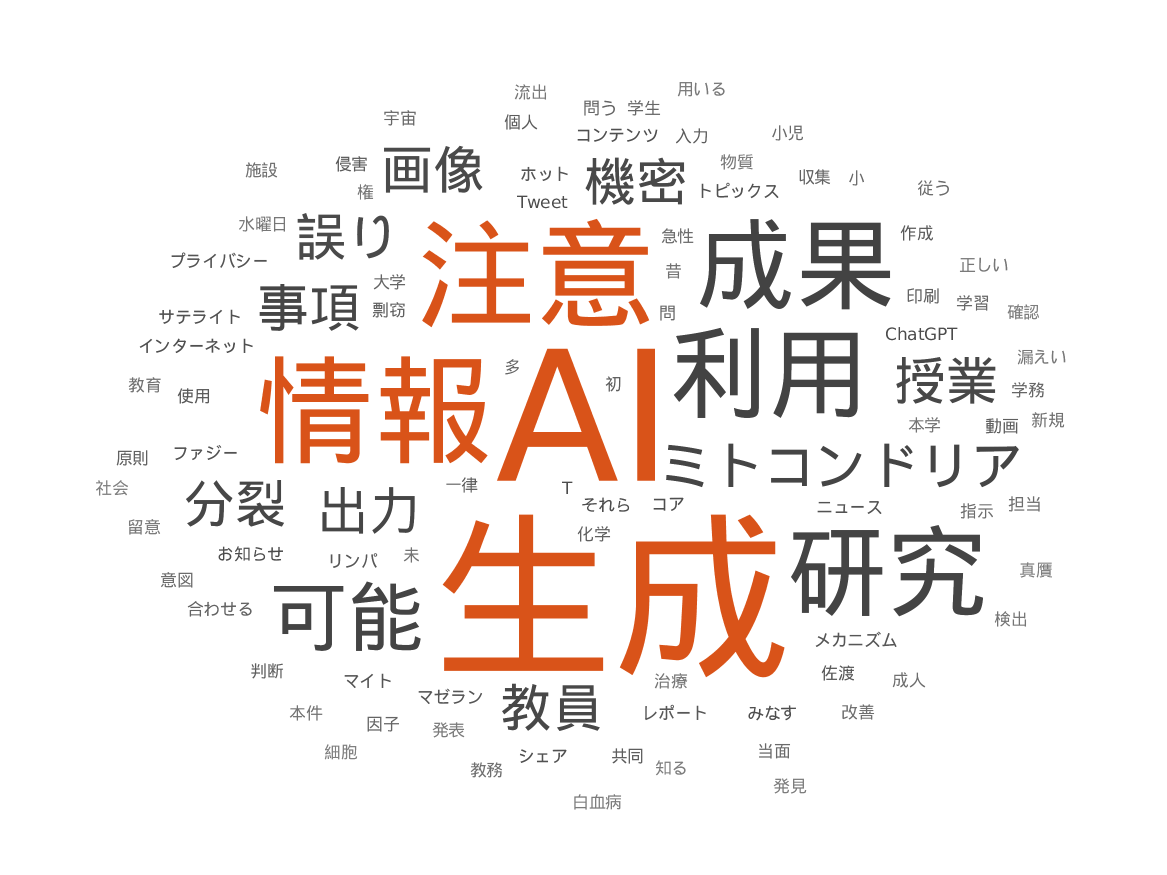 用いる
流出
問う 学生
宇宙
個人
コンテンツ 入力
小児
施設
侵害
画像
ホット
機密
物質
収集 小
権
Tweet
トピックス
従う
水曜日
誤り
注意
急性
成果
作成
プライバシー
大学
昔
正しい
事項
剽窃
問
印刷
学習
確認
サテライト
利用
ChatGPT
インターネット
情報
多
AI
初
授業
漏えい
教育
使用
学務
本学
動画
新規
原則
ファジー
ミトコンドリア
社会
分裂
出力
一律
T
それら
コア
ニュース
指示
担当
留意
化学
お知らせ
リンパ
未
生成
研究
真贋
意図
合わせる
可能
検出
メカニズム
判断
マイト
マゼラン
教員
治療
佐渡
成人
本件
因子
発表
レポート
みなす
改善
細胞
シェア
共同
当面
教務
知る
発見
白血病